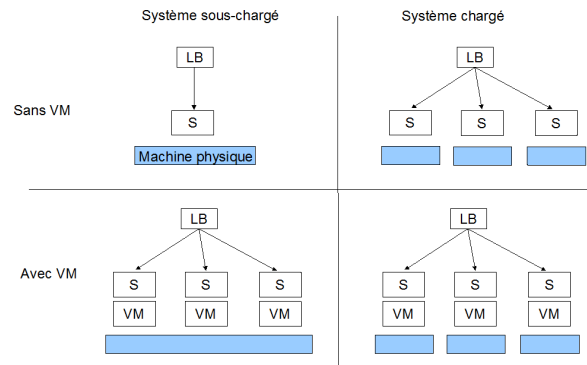 Système sous-chargé
Système chargé
Sans VM
LB
S
Machine physique
LB
S S S
Avec VM
LB
S S S
VM VM VM
LB
S S S
VM VM VM